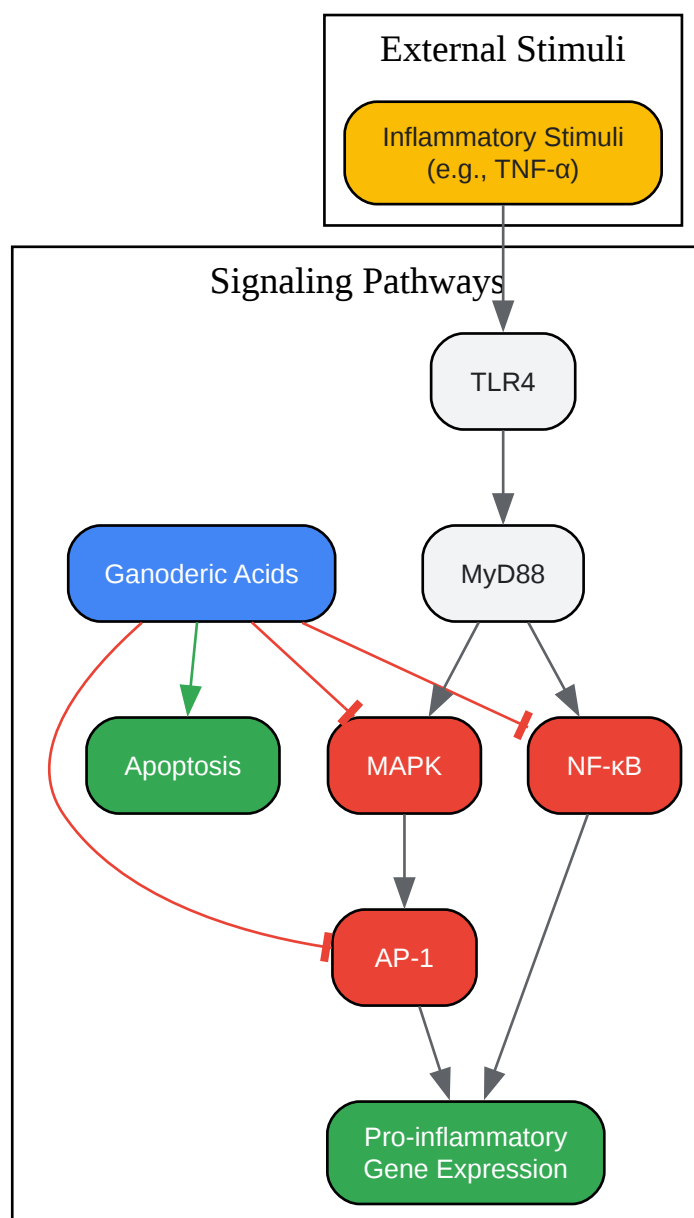 External Stimuli
Inflammatory Stimuli
(e.g., TNF-α)
Signaling Pathways
TLR4
Ganoderic Acids
MyD88
Apoptosis
MAPK
NF-κB
AP-1
Pro-inflammatory
Gene Expression